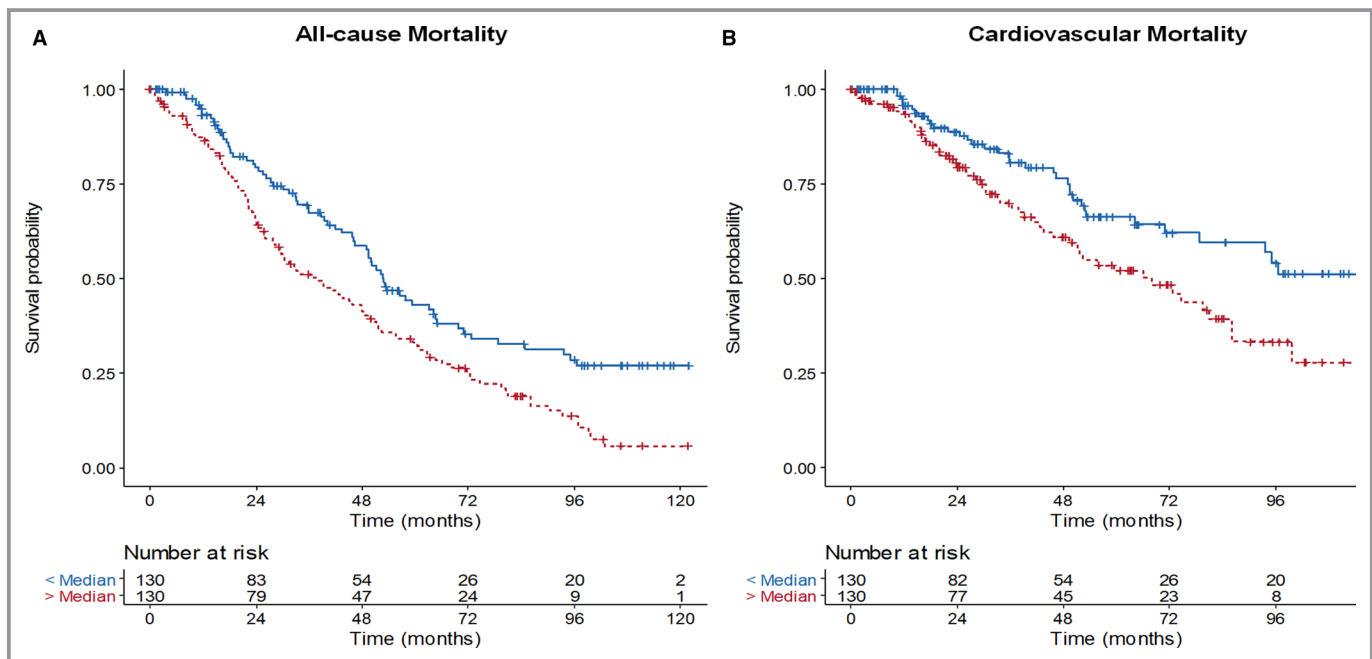 A All-cause Mortality
Survival probability
1.00
0.75
0.50
0.25
0.00
0 24 48 72 96 120
Time (months)
Number at risk
< Median 130 83 54 26 20 2
> Median 130 79 47 24 9 1
0 24 48 72 96 120
Time (months)
B Cardiovascular Mortality
Survival probability
1.00
0.75
0.50
0.25
0.00
0 24 48 72 96
Time (months)
Number at risk
< Median 130 82 54 26 20
> Median 130 77 45 23 8
0 24 48 72 96
Time (months)